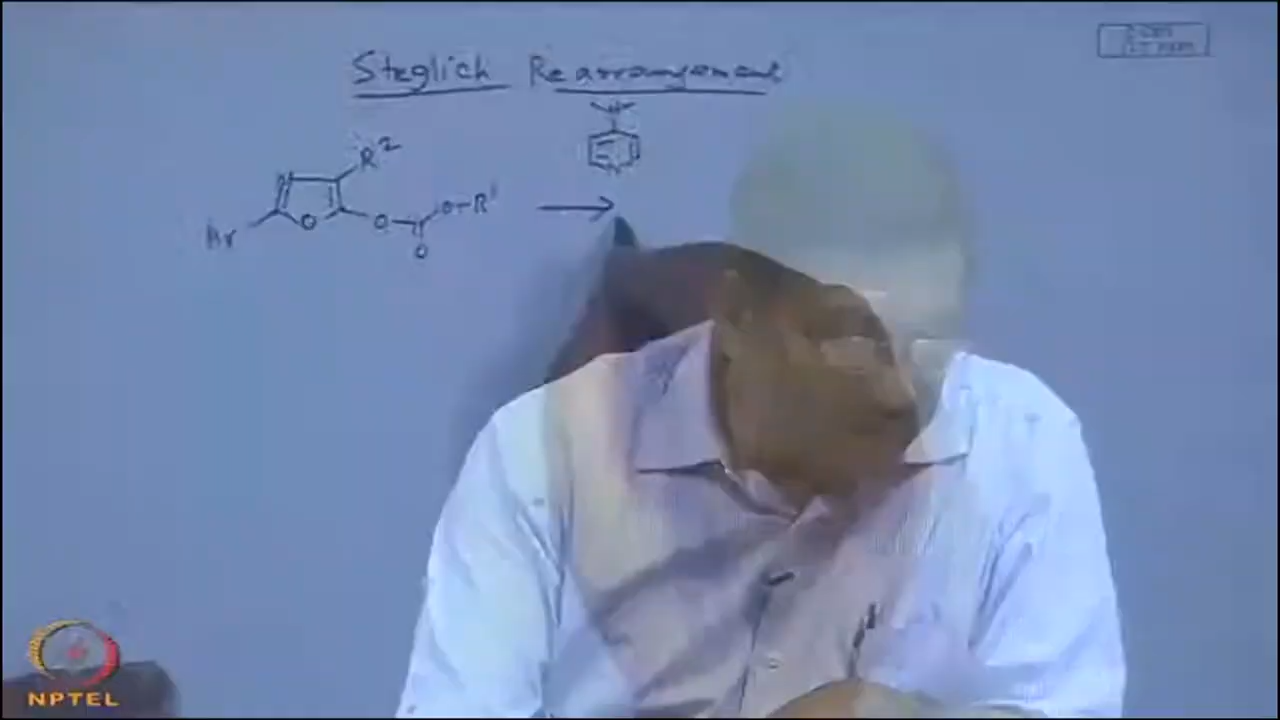 Steglich Rearrangement
N
N
R²
N
O
O
O-R¹
Ar
O
NPTEL